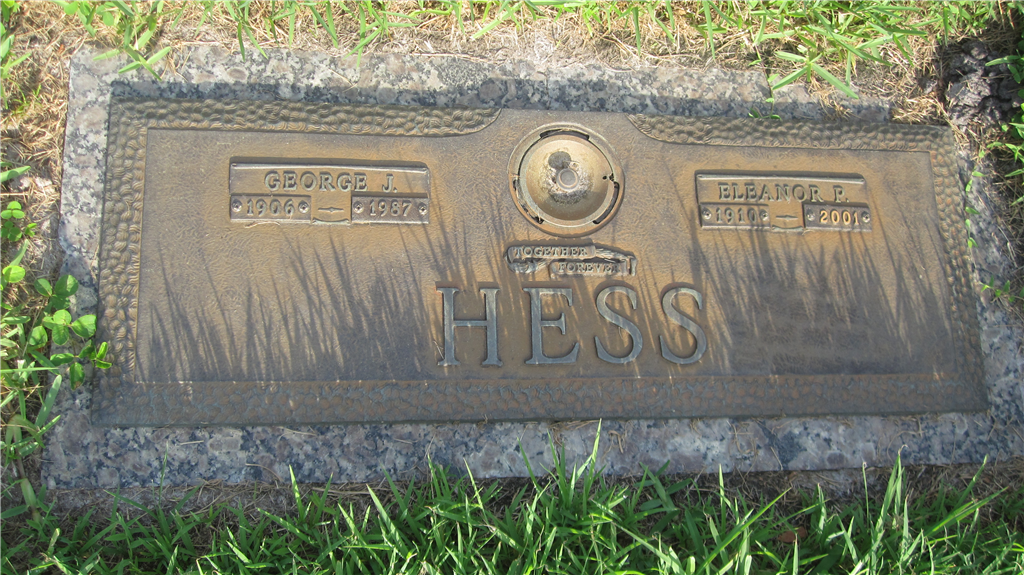 GEORGE J.
1906 - 1987
ELEANOR P.
1910 - 2001
TOGETHER
FOREVER
HESS